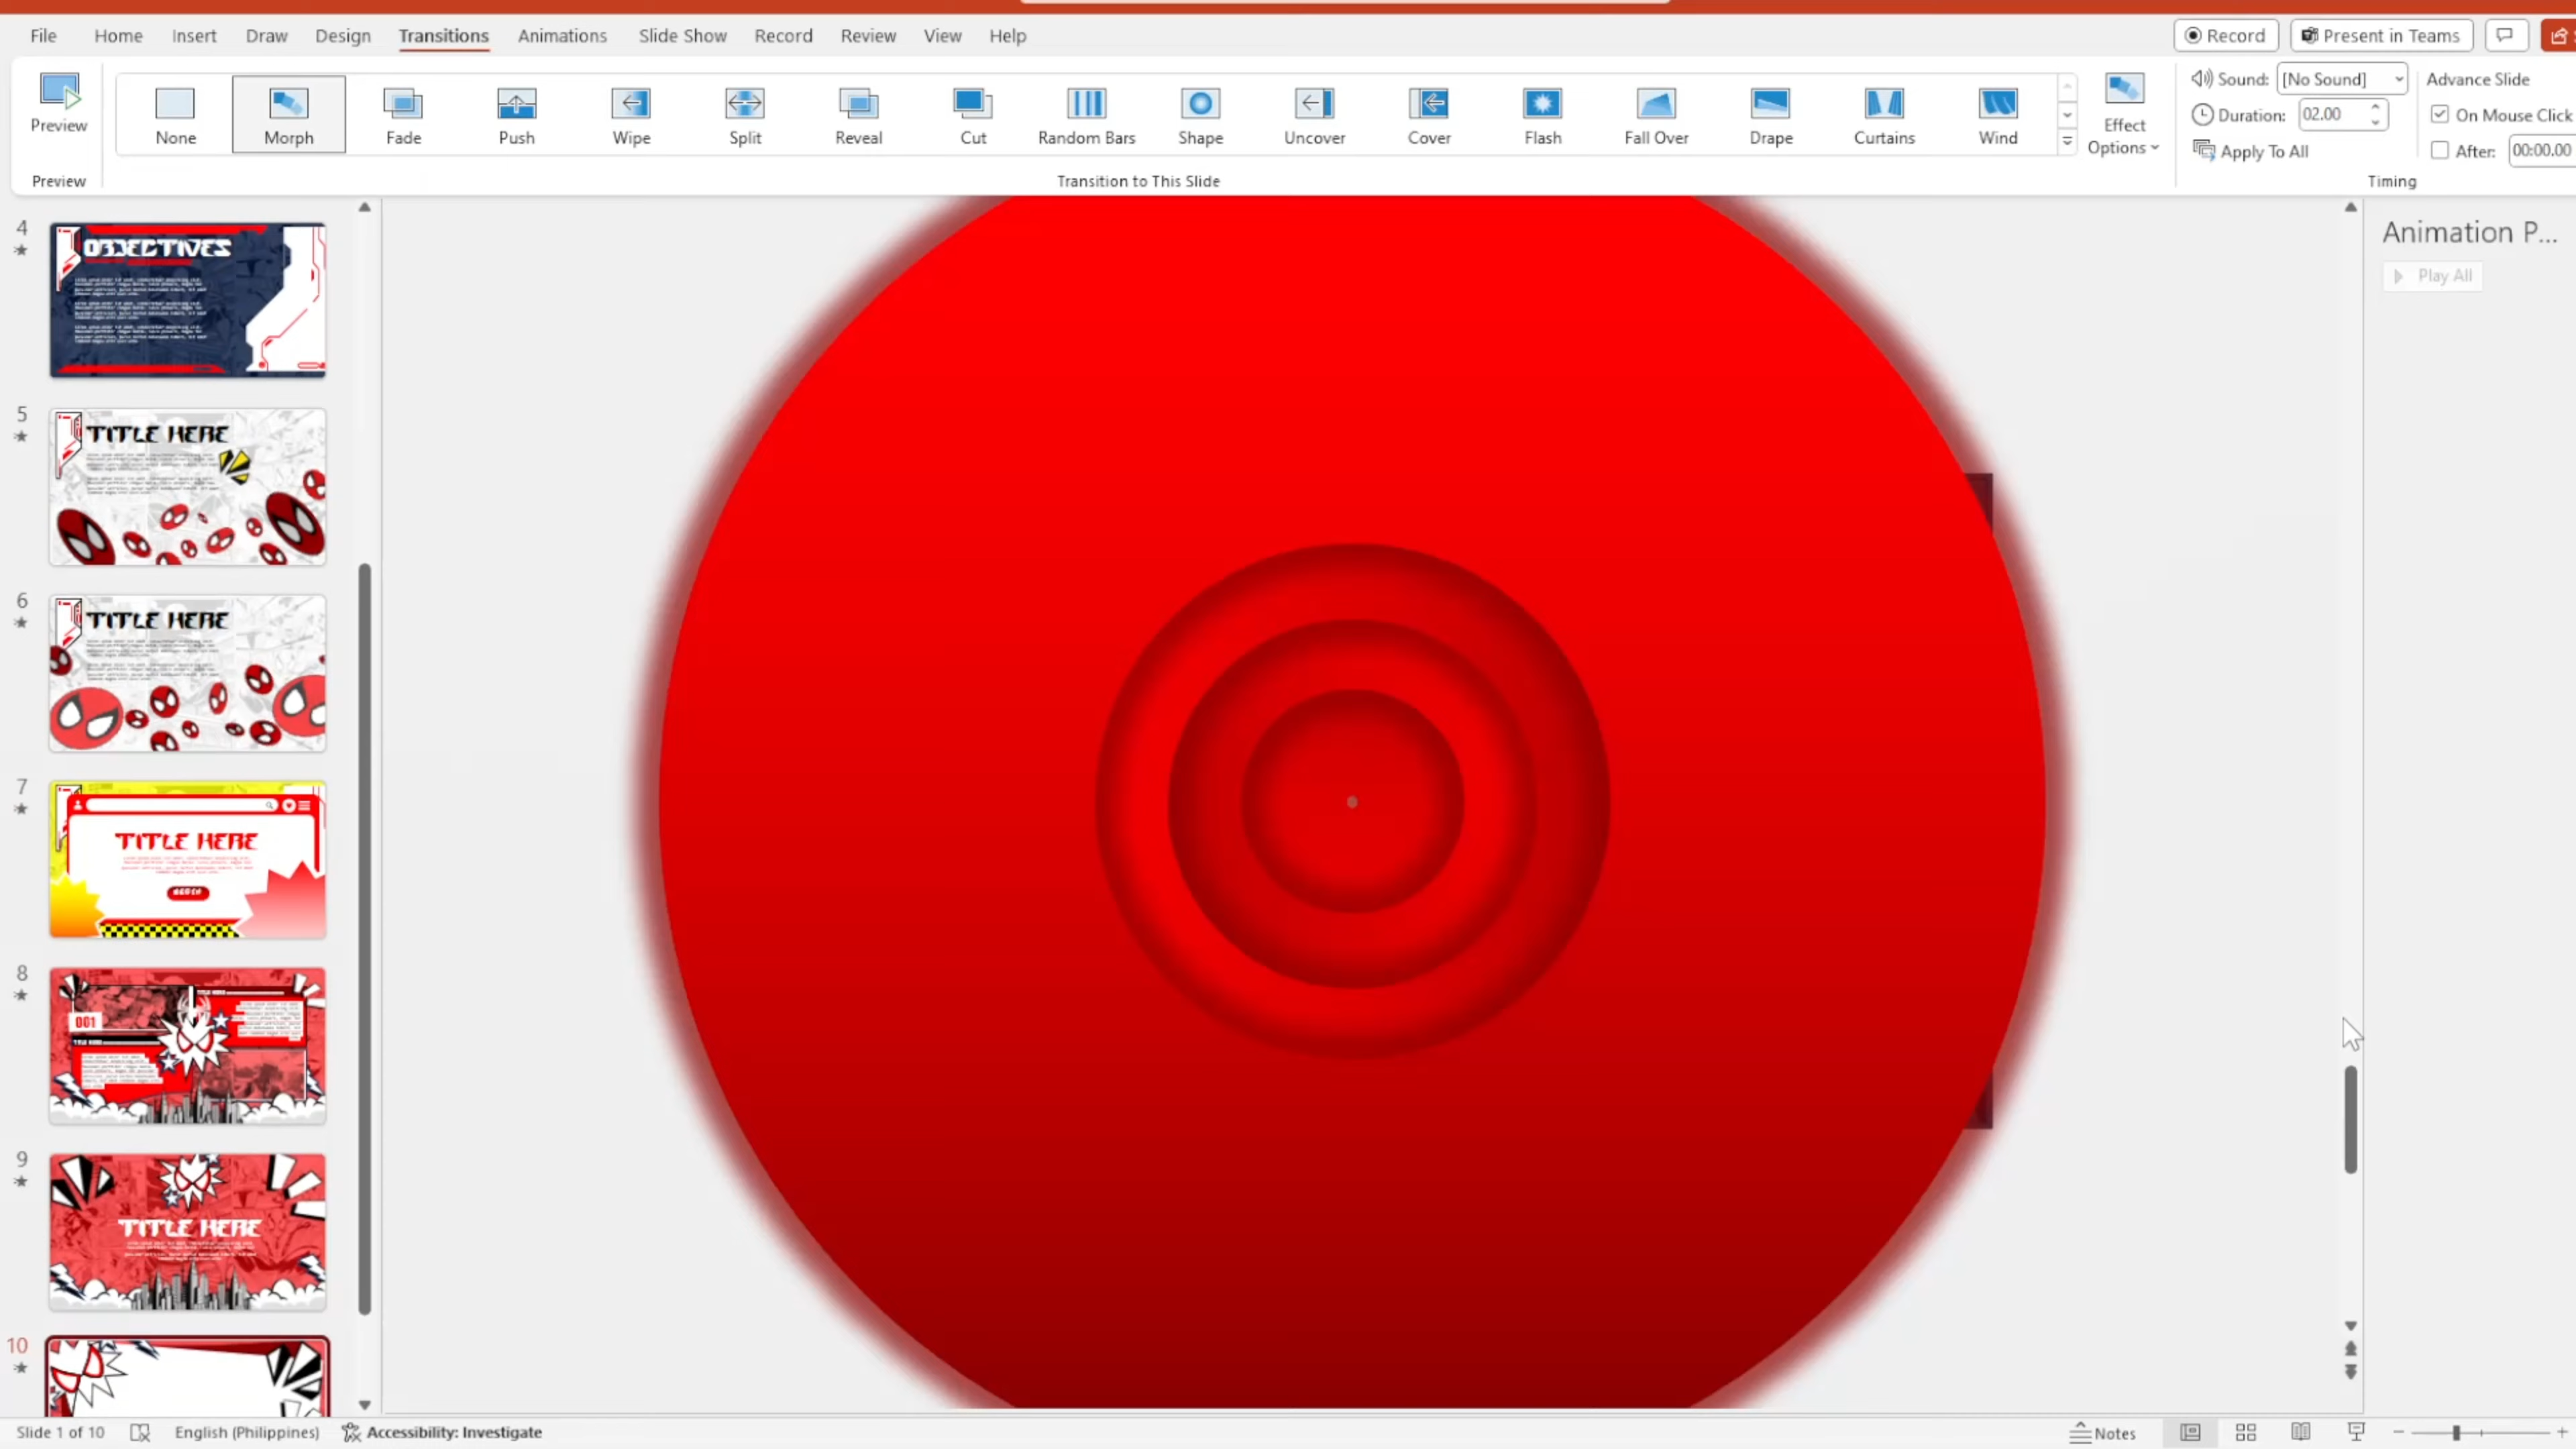 File Home Insert Draw Design Transitions Animations Slide Show Record Review View Help
Record Present in Teams
Preview
None Morph Fade Push Wipe Split Reveal Cut Random Bars Shape Uncover Cover Flash Fall Over Drape Curtains Wind
Effect
Options
Sound: [No Sound]
Duration: 02.00
Apply To All
Advance Slide
On Mouse Click
After: 00:00.00
Preview
Transition to This Slide
Timing
4
OBJECTIVES
5
TITLE HERE
6
TITLE HERE
7
TITLE HERE
8
001
9
TITLE HERE
10
Animation P...
Play All
Slide 1 of 10 English (Philippines) Accessibility: Investigate
Notes